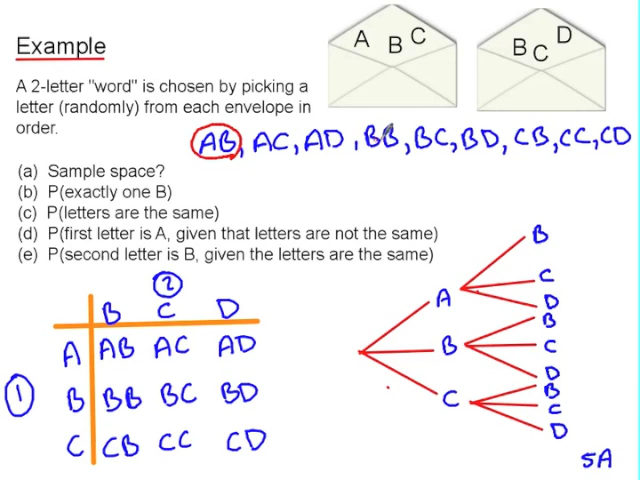 Example
A B C
B C D
A 2-letter "word" is chosen by picking a
letter (randomly) from each envelope in
order.
AB, AC, AD, BB, BC, BD, CB, CC, CD
(a) Sample space?
(b) P(exactly one B)
(c) P(letters are the same)
(d) P(first letter is A, given that letters are not the same)
(e) P(second letter is B, given the letters are the same)
2
B C D
A AB AC AD
1 B BB BC BD
C CB CC CD
B
A C
D
B
B C
D
B
C C
D
5A